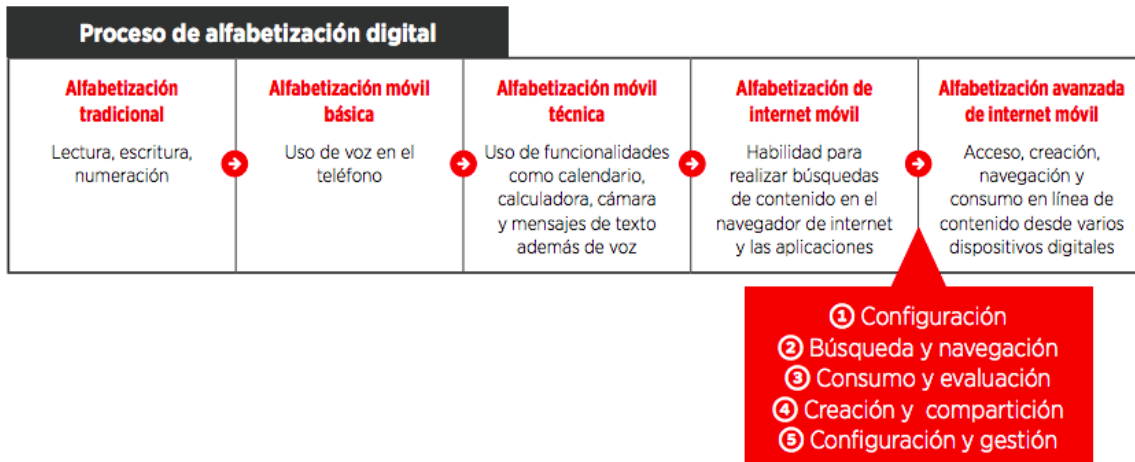 Proceso de alfabetización digital
Alfabetización
tradicional
Lectura, escritura,
numeración
Alfabetización móvil
básica
Uso de voz en el
teléfono
Alfabetización móvil
técnica
Uso de funcionalidades
como calendario,
calculadora, cámara
y mensajes de texto
además de voz
Alfabetización de
internet móvil
Habilidad para
realizar búsquedas
de contenido en el
navegador de internet
y las aplicaciones
Alfabetización avanzada
de internet móvil
Acceso, creación,
navegación y
consumo en línea de
contenido desde varios
dispositivos digitales
① Configuración
② Búsqueda y navegación
③ Consumo y evaluación
④ Creación y compartición
⑤ Configuración y gestión